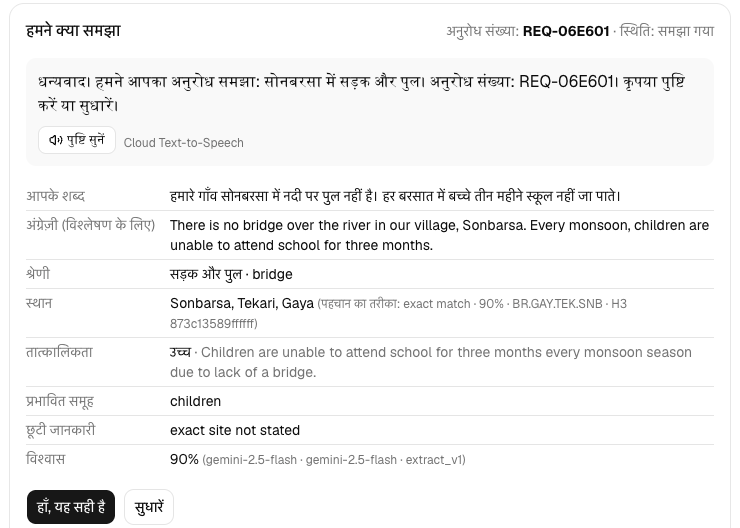 हमने क्या समझा
अनुरोध संख्या: REQ-06E601 · स्थिति: समझा गया
धन्यवाद। हमने आपका अनुरोध समझा: सोनबरसा में सड़क और पुल। अनुरोध संख्या: REQ-06E601। कृपया पुष्टि
करें या सुधारें।
पुष्टि सुनें Cloud Text-to-Speech
आपके शब्द हमारे गाँव सोनबरसा में नदी पर पुल नहीं है। हर बरसात में बच्चे तीन महीने स्कूल नहीं जा पाते।
अंग्रेज़ी (विश्लेषण के लिए) There is no bridge over the river in our village, Sonbarsa. Every monsoon, children are
unable to attend school for three months.
श्रेणी सड़क और पुल · bridge
स्थान Sonbarsa, Tekari, Gaya (पहचान का तरीका: exact match · 90% · BR.GAY.TEK.SNB · H3
873c13589ffffff)
तात्कालिकता उच्च · Children are unable to attend school for three months every monsoon season
due to lack of a bridge.
प्रभावित समूह children
छूटी जानकारी exact site not stated
विश्वास 90% (gemini-2.5-flash · gemini-2.5-flash · extract_v1)
हाँ, यह सही है सुधारें